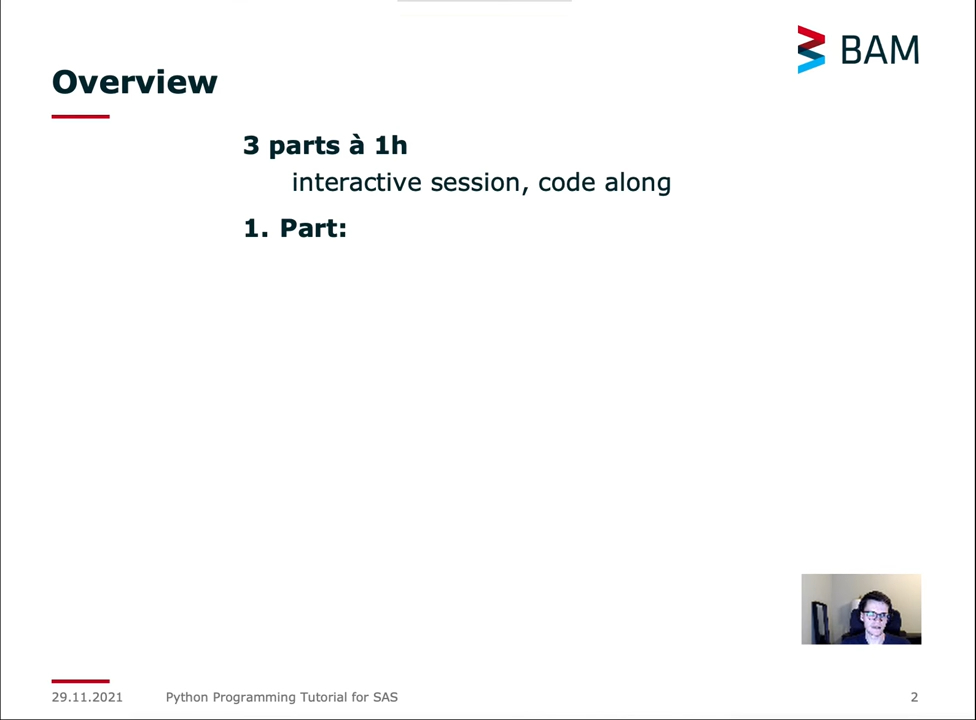 BAM
Overview
3 parts à 1h
interactive session, code along
1. Part:
29.11.2021
Python Programming Tutorial for SAS
2